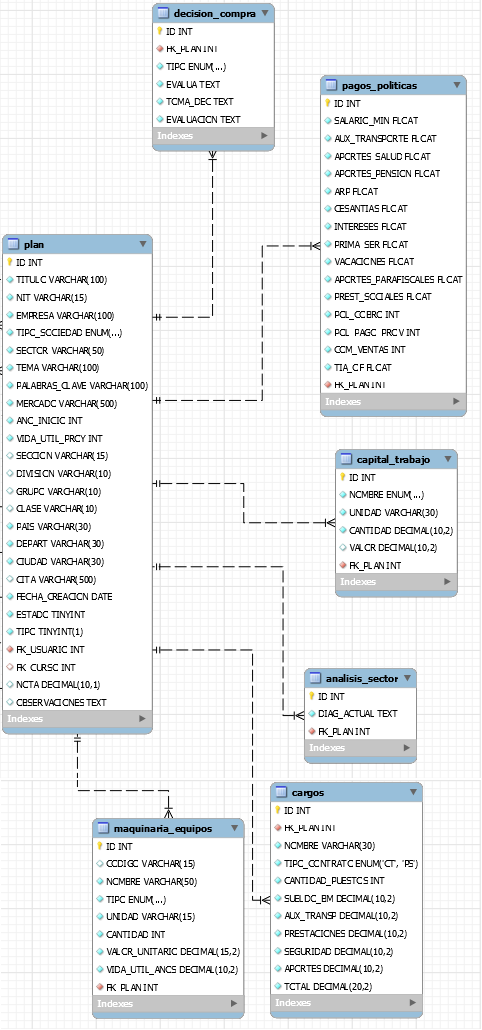 decision_compra
ID INT
FK_PLAN INT
TIPO ENUM(...)
EVALUA TEXT
TOMA_DEC TEXT
EVALUACION TEXT
Indexes
pagos_politicas
ID INT
SALARIO_MIN FLOAT
AUX_TRANSPORTE FLOAT
APORTES_SALUD FLOAT
APORTES_PENSION FLOAT
ARP FLOAT
CESANTIAS FLOAT
INTERESES FLOAT
PRIMA_SER FLOAT
VACACIONES FLOAT
APORTES_PARAFISCALES FLOAT
PREST_SOCIALES FLOAT
POL_COBRO INT
POL_PAGO_PROV INT
COM_VENTAS INT
TIA_CF FLOAT
FK_PLAN INT
Indexes
plan
ID INT
TITULO VARCHAR(100)
NIT VARCHAR(15)
EMPRESA VARCHAR(100)
TIPO_SOCIEDAD ENUM(...)
SECTOR VARCHAR(50)
TEMA VARCHAR(100)
PALABRAS_CLAVE VARCHAR(100)
MERCADO VARCHAR(500)
ANO_INICIO INT
VIDA_UTIL_PROY INT
SECCION VARCHAR(15)
DIVISION VARCHAR(10)
GRUPO VARCHAR(10)
CLASE VARCHAR(10)
PAIS VARCHAR(30)
DEPART VARCHAR(30)
CIUDAD VARCHAR(30)
CITA VARCHAR(500)
FECHA_CREACION DATE
ESTADO TINYINT
TIPO TINYINT(1)
FK_USUARIO INT
FK_CURSO INT
NOTA DECIMAL(10,1)
OBSERVACIONES TEXT
Indexes
capital_trabajo
ID INT
NOMBRE ENUM(...)
UNIDAD VARCHAR(30)
CANTIDAD DECIMAL(10,2)
VALOR DECIMAL(10,2)
FK_PLAN INT
Indexes
analisis_sector
ID INT
DIAG_ACTUAL TEXT
FK_PLAN INT
Indexes
cargos
ID INT
FK_PLAN INT
NOMBRE VARCHAR(30)
TIPO_CONTRATO ENUM('CT', 'PS')
CANTIDAD_PUESTOS INT
SUELDO_BM DECIMAL(10,2)
AUX_TRANSP DECIMAL(10,2)
PRESTACIONES DECIMAL(10,2)
SEGURIDAD DECIMAL(10,2)
APORTES DECIMAL(10,2)
TOTAL DECIMAL(20,2)
Indexes
maquinaria_equipos
ID INT
CODIGO VARCHAR(15)
NOMBRE VARCHAR(50)
TIPO ENUM(...)
UNIDAD VARCHAR(15)
CANTIDAD INT
VALOR_UNITARIO DECIMAL(15,2)
VIDA_UTIL_ANOS DECIMAL(10,2)
FK_PLAN INT
Indexes